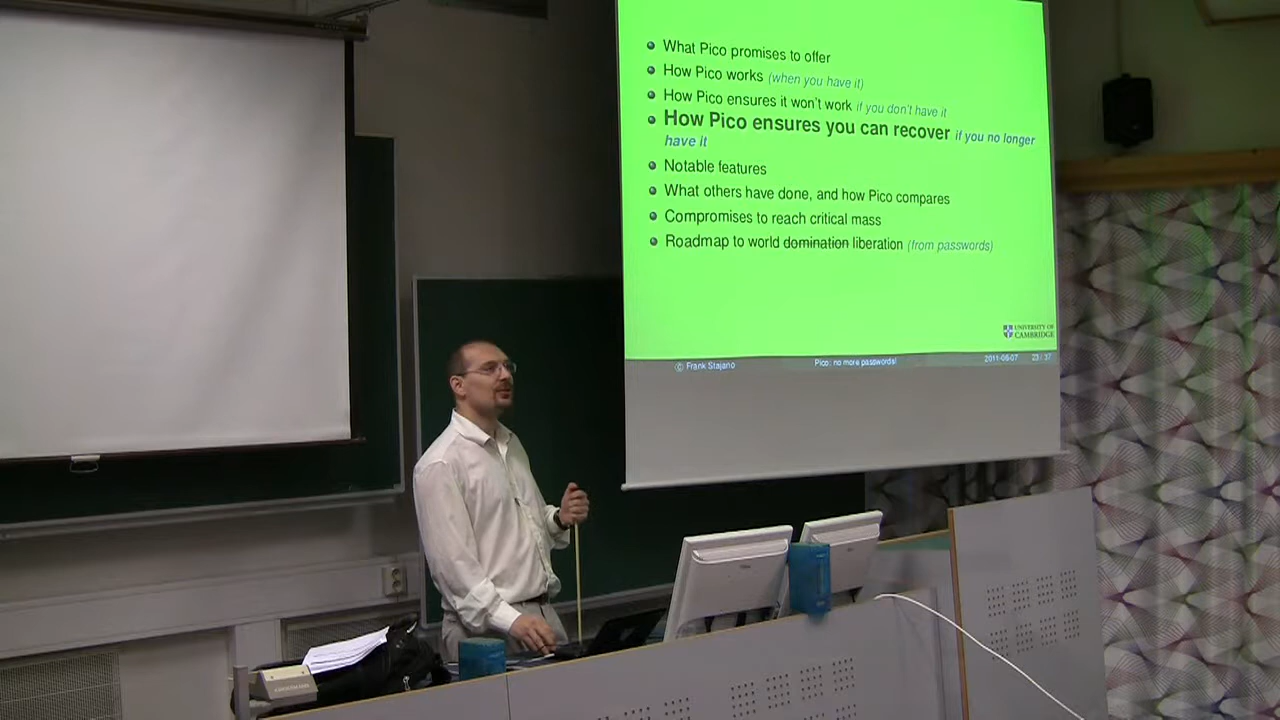 What Pico promises to offer
How Pico works (when you have it)
How Pico ensures it won't work if you don't have it
How Pico ensures you can recover if you no longer
have it
Notable features
What others have done, and how Pico compares
Compromises to reach critical mass
Roadmap to world domination liberation (from passwords)
UNIVERSITY OF
CAMBRIDGE
© Frank Stajano
Pico: no more passwords!
2011-06-07
23 / 37